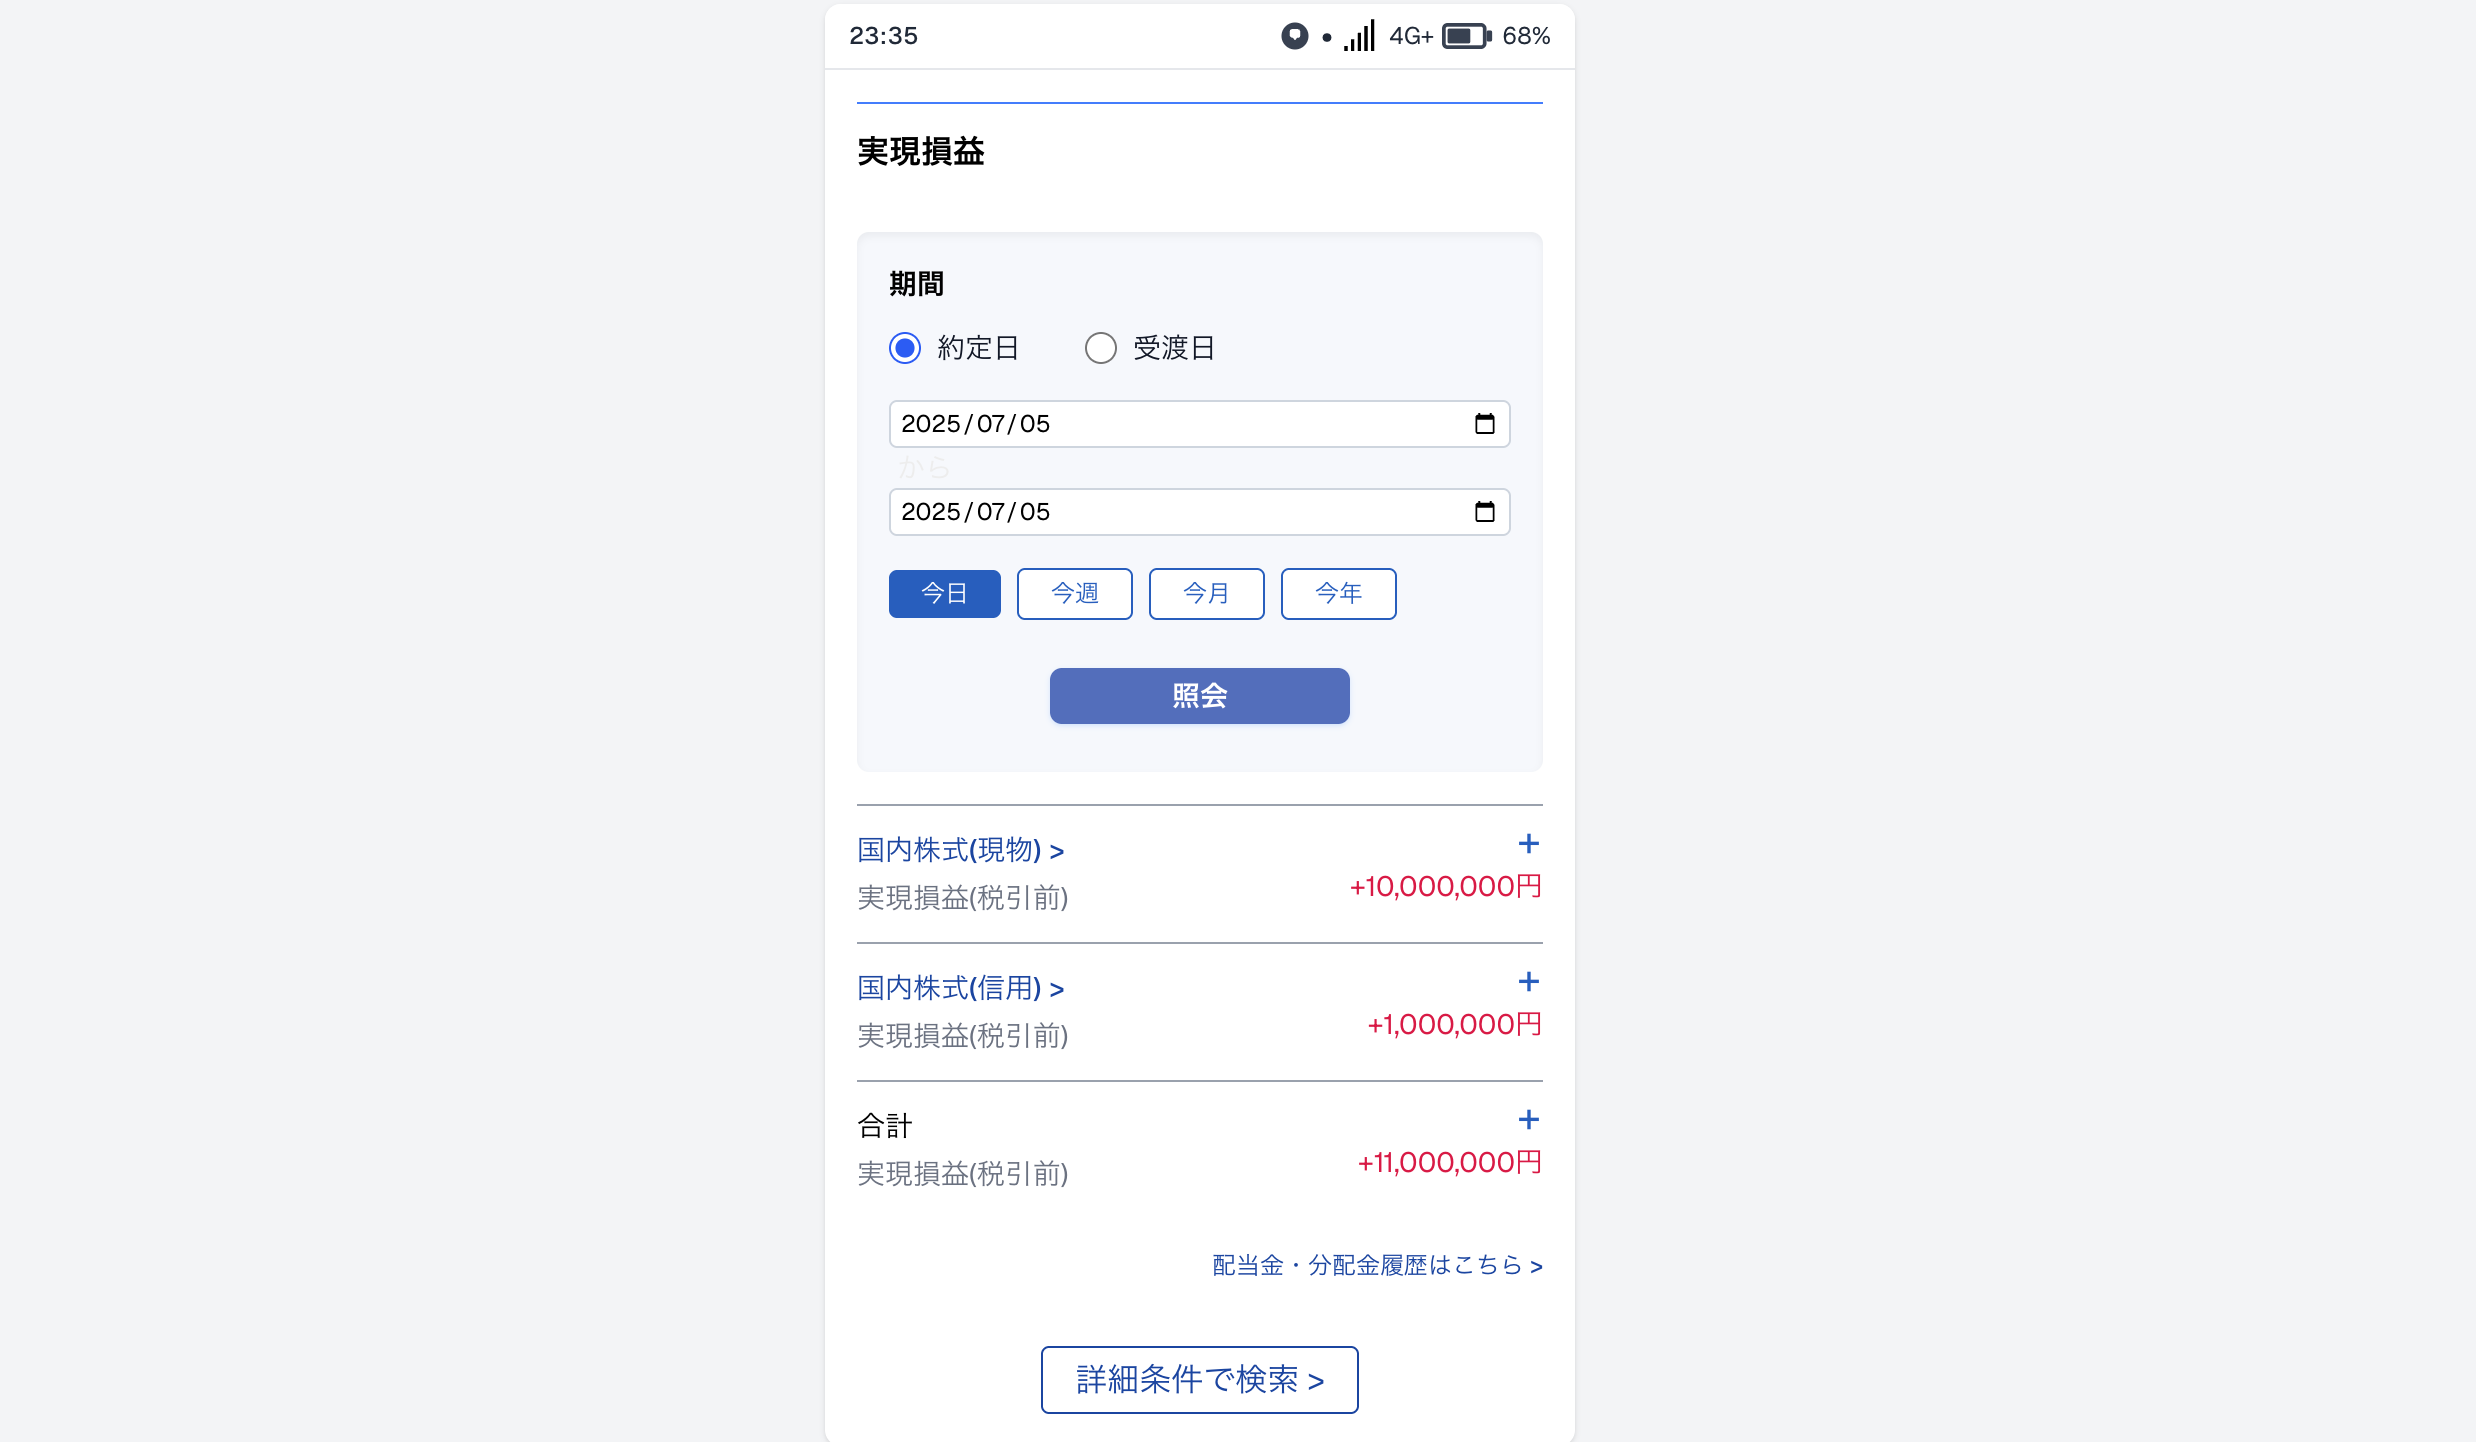 23:35 4G+ 68%
実現損益
期間
約定日 受渡日
2025/07/05
から
2025/07/05
今日 今週 今月 今年
照会
国内株式(現物) > +
実現損益(税引前) +10,000,000円
国内株式(信用) > +
実現損益(税引前) +1,000,000円
合計 +
実現損益(税引前) +11,000,000円
配当金・分配金履歴はこちら >
詳細条件で検索 >